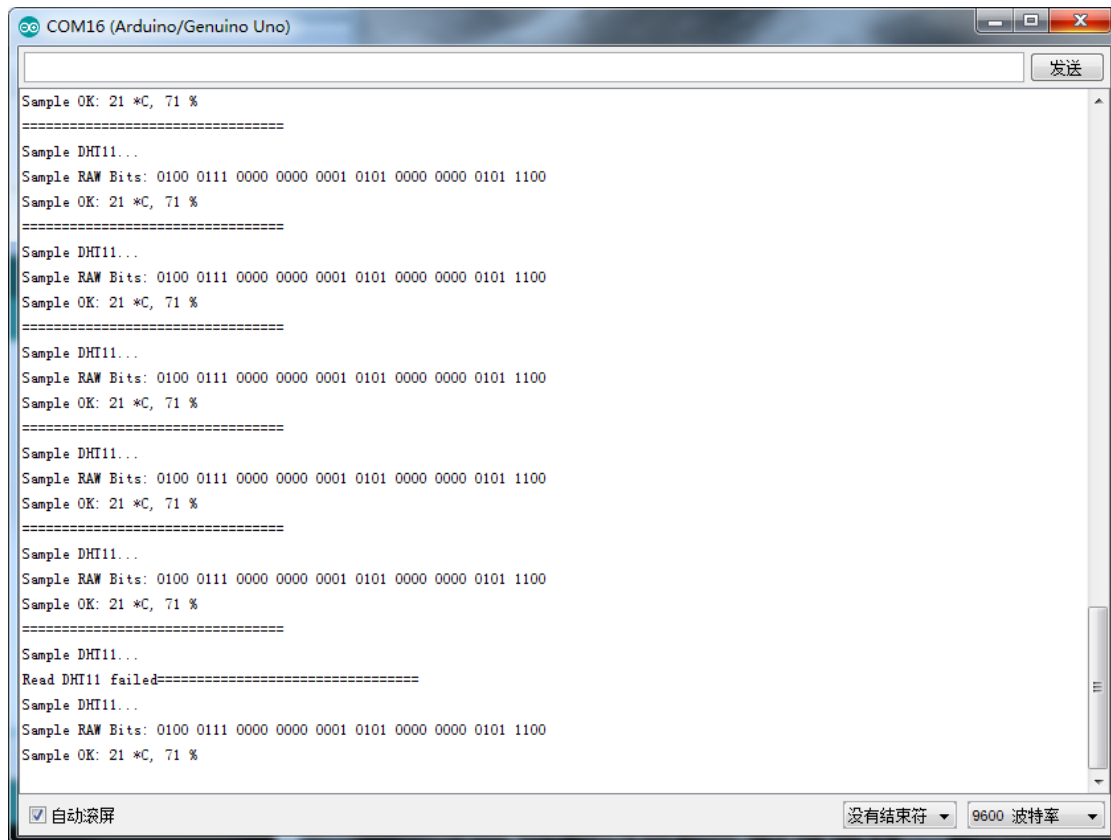 COM16 (Arduino/Genuino Uno)
发送
Sample OK: 21 *C, 71 %
=================================
Sample DHT11...
Sample RAW Bits: 0100 0111 0000 0000 0001 0101 0000 0000 0101 1100
Sample OK: 21 *C, 71 %
=================================
Sample DHT11...
Sample RAW Bits: 0100 0111 0000 0000 0001 0101 0000 0000 0101 1100
Sample OK: 21 *C, 71 %
=================================
Sample DHT11...
Sample RAW Bits: 0100 0111 0000 0000 0001 0101 0000 0000 0101 1100
Sample OK: 21 *C, 71 %
=================================
Sample DHT11...
Sample RAW Bits: 0100 0111 0000 0000 0001 0101 0000 0000 0101 1100
Sample OK: 21 *C, 71 %
=================================
Sample DHT11...
Sample RAW Bits: 0100 0111 0000 0000 0001 0101 0000 0000 0101 1100
Sample OK: 21 *C, 71 %
=================================
Sample DHT11...
Read DHT11 failed=================================
Sample DHT11...
Sample RAW Bits: 0100 0111 0000 0000 0001 0101 0000 0000 0101 1100
Sample OK: 21 *C, 71 %
自动滚屏
没有结束符
9600 波特率